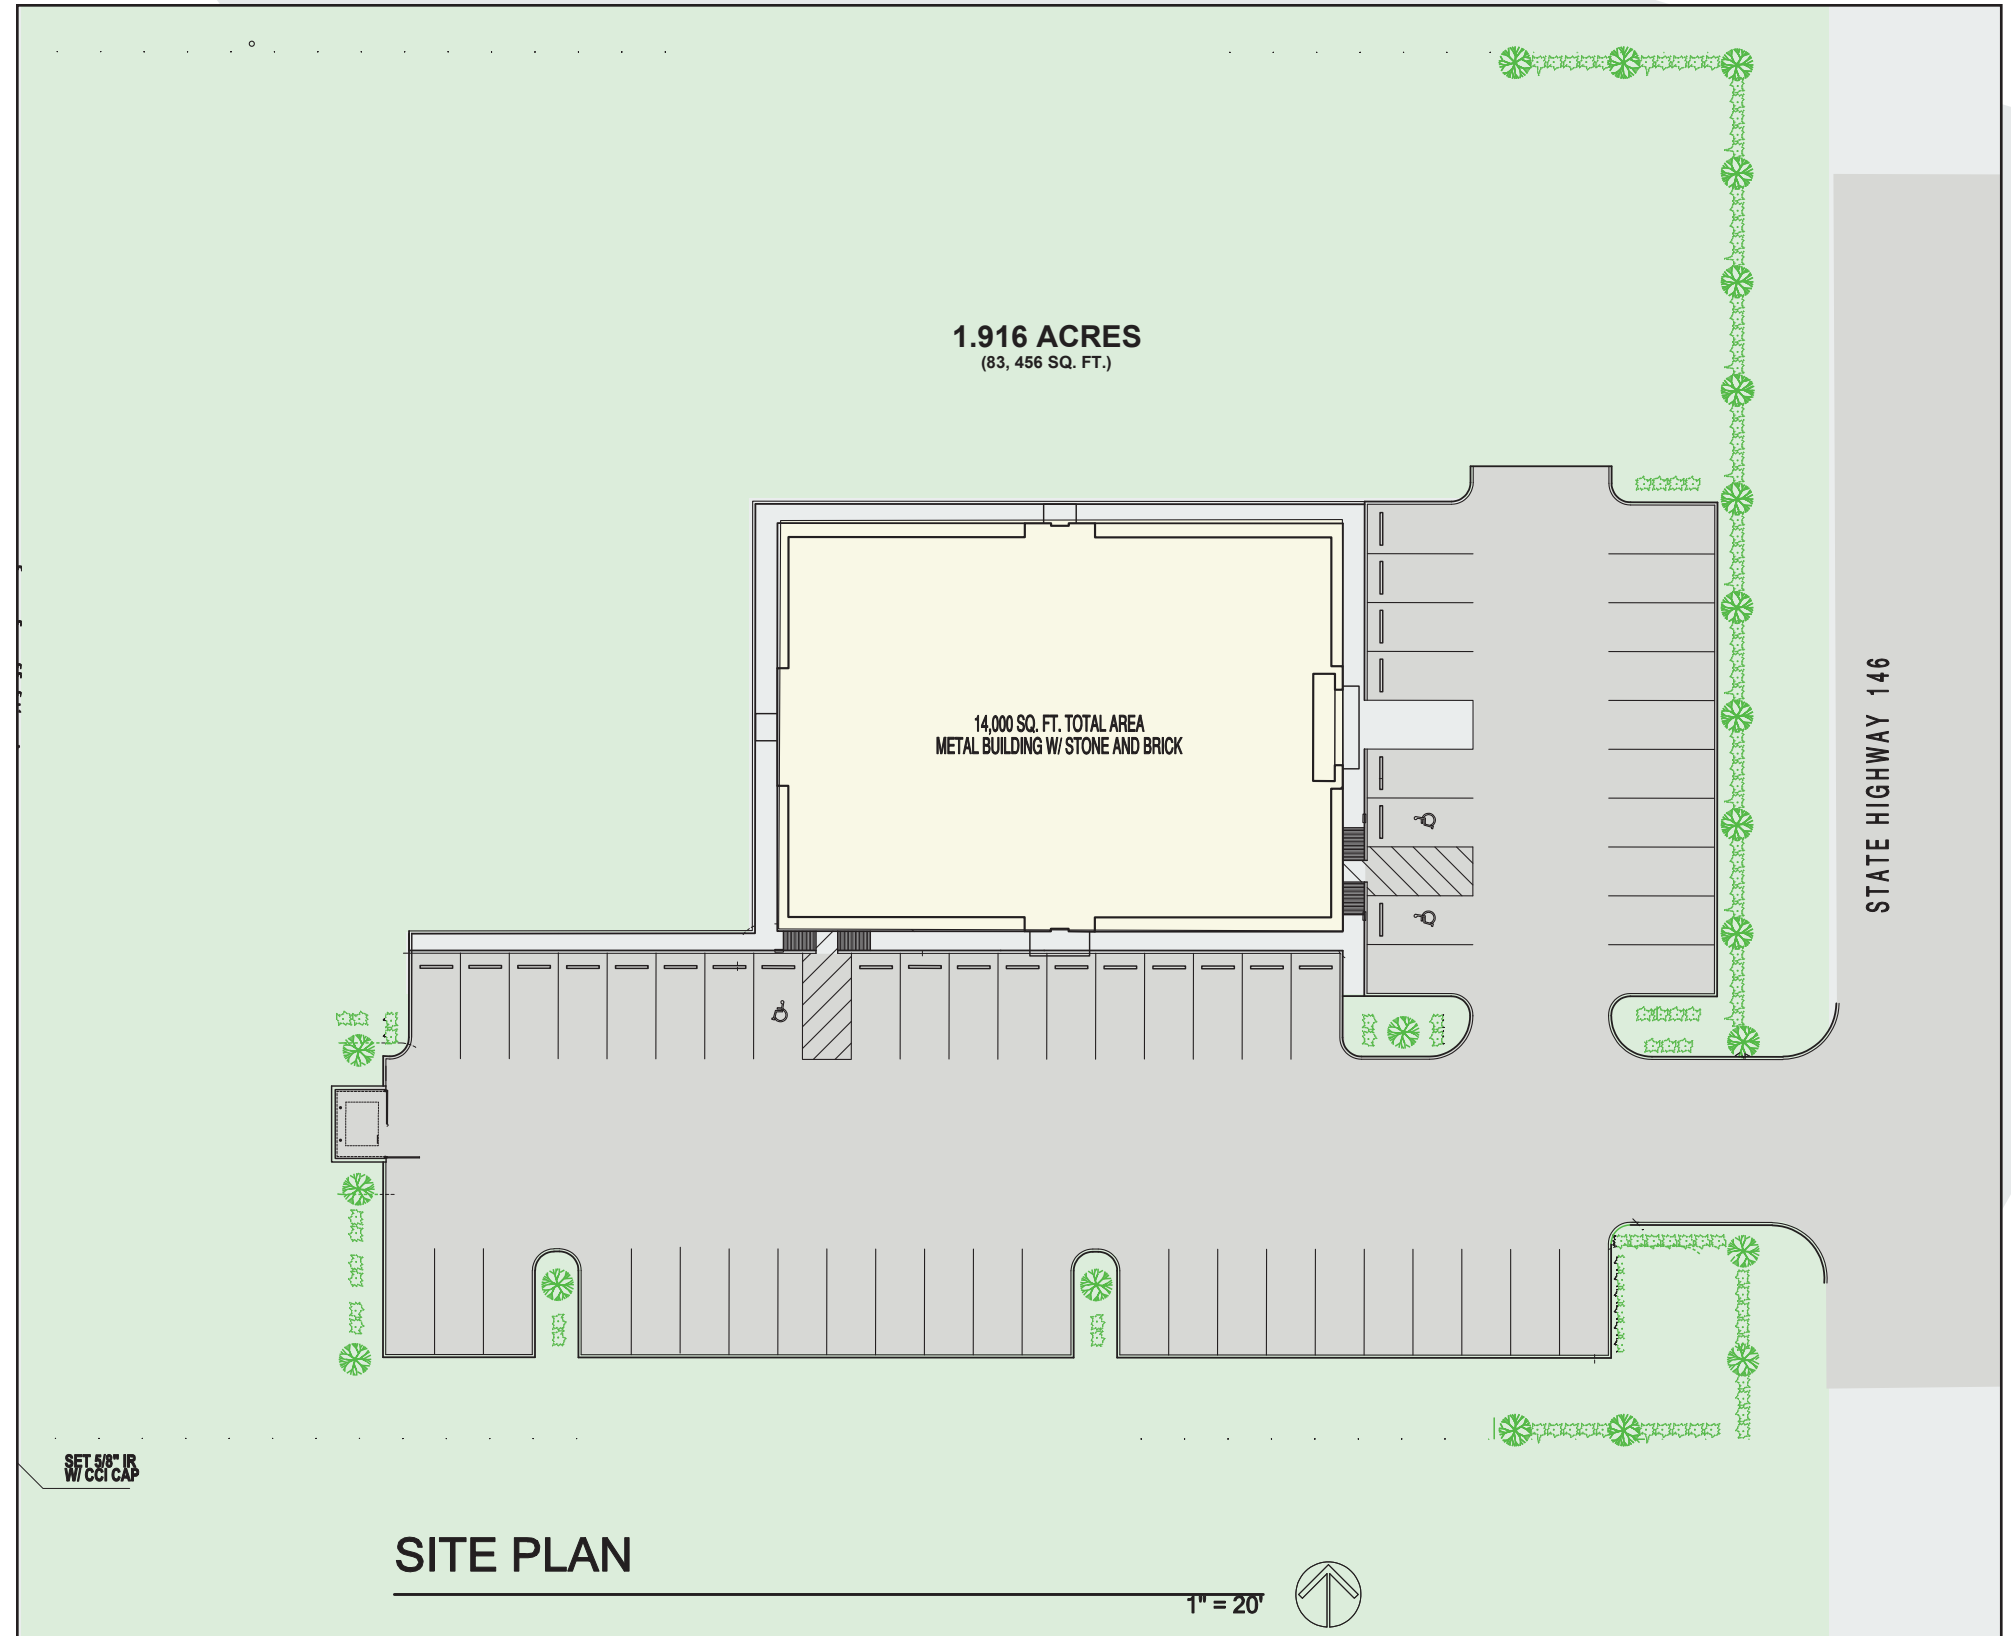 1.916 ACRES
(83, 456 SQ. FT.)
14,000 SQ. FT. TOTAL AREA
METAL BUILDING W/ STONE AND BRICK
STATE HIGHWAY 146
SET 5/8" IR
W/ CCI CAP
SITE PLAN
1" = 20'